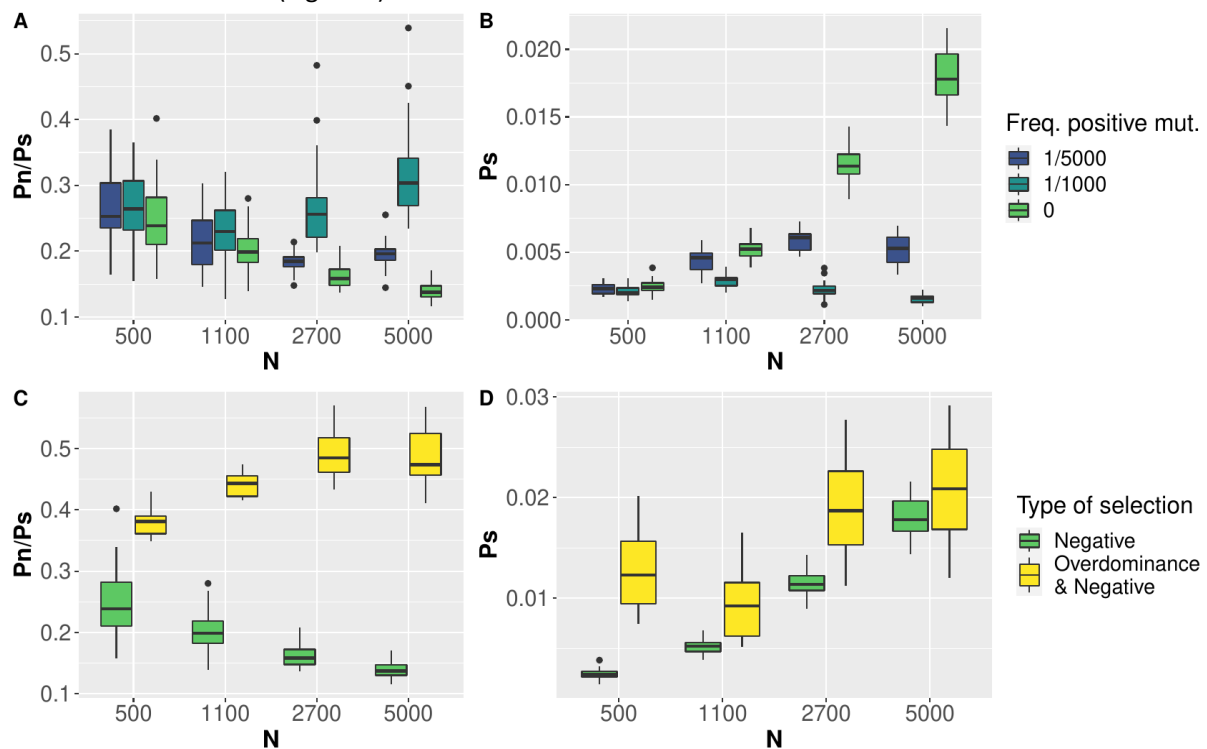 A
0.5
0.4
0.3
0.2
0.1
Pn/Ps
500 1100 2700 5000
N
B
0.020
0.015
0.010
0.005
0.000
Ps
500 1100 2700 5000
N
Freq. positive mut.
1/5000
1/1000
0
C
0.5
0.4
0.3
0.2
0.1
Pn/Ps
500 1100 2700 5000
N
D
0.03
0.02
0.01
Ps
500 1100 2700 5000
N
Type of selection
Negative
Overdominance
& Negative